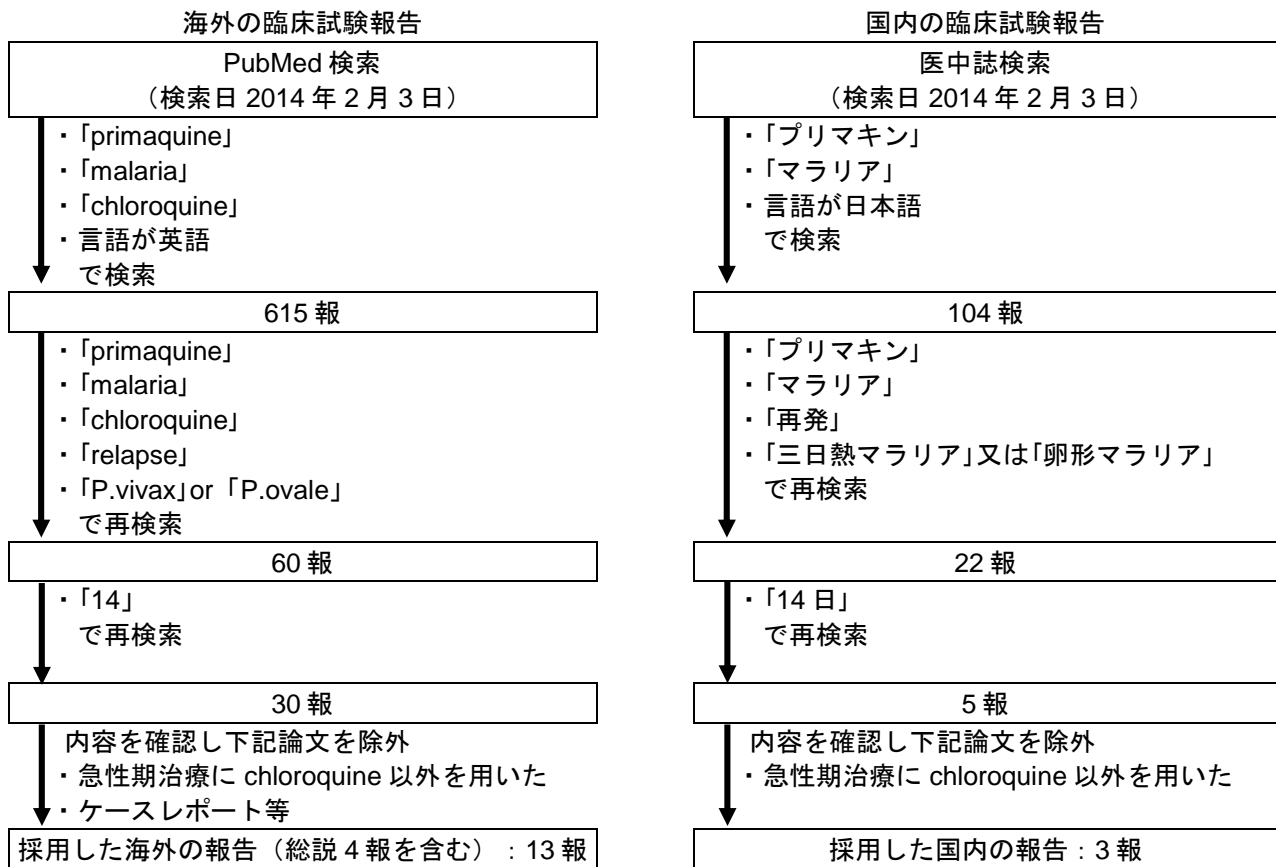 海外の臨床試験報告
PubMed 検索
（検索日 2014 年 2 月 3 日）
・「primaquine」
・「malaria」
・「chloroquine」
・言語が英語
で検索
615 報
・「primaquine」
・「malaria」
・「chloroquine」
・「relapse」
・「P.vivax」or「P.ovale」
で再検索
60 報
・「14」
で再検索
30 報
内容を確認し下記論文を除外
・急性期治療に chloroquine 以外を用いた
・ケースレポート等
採用した海外の報告（総説 4 報を含む）：13 報
国内の臨床試験報告
医中誌検索
（検索日 2014 年 2 月 3 日）
・「プリマキン」
・「マラリア」
・言語が日本語
で検索
104 報
・「プリマキン」
・「マラリア」
・「再発」
・「三日熱マラリア」又は「卵形マラリア」
で再検索
22 報
・「14 日」
で再検索
5 報
内容を確認し下記論文を除外
・急性期治療に chloroquine 以外を用いた
採用した国内の報告：3 報